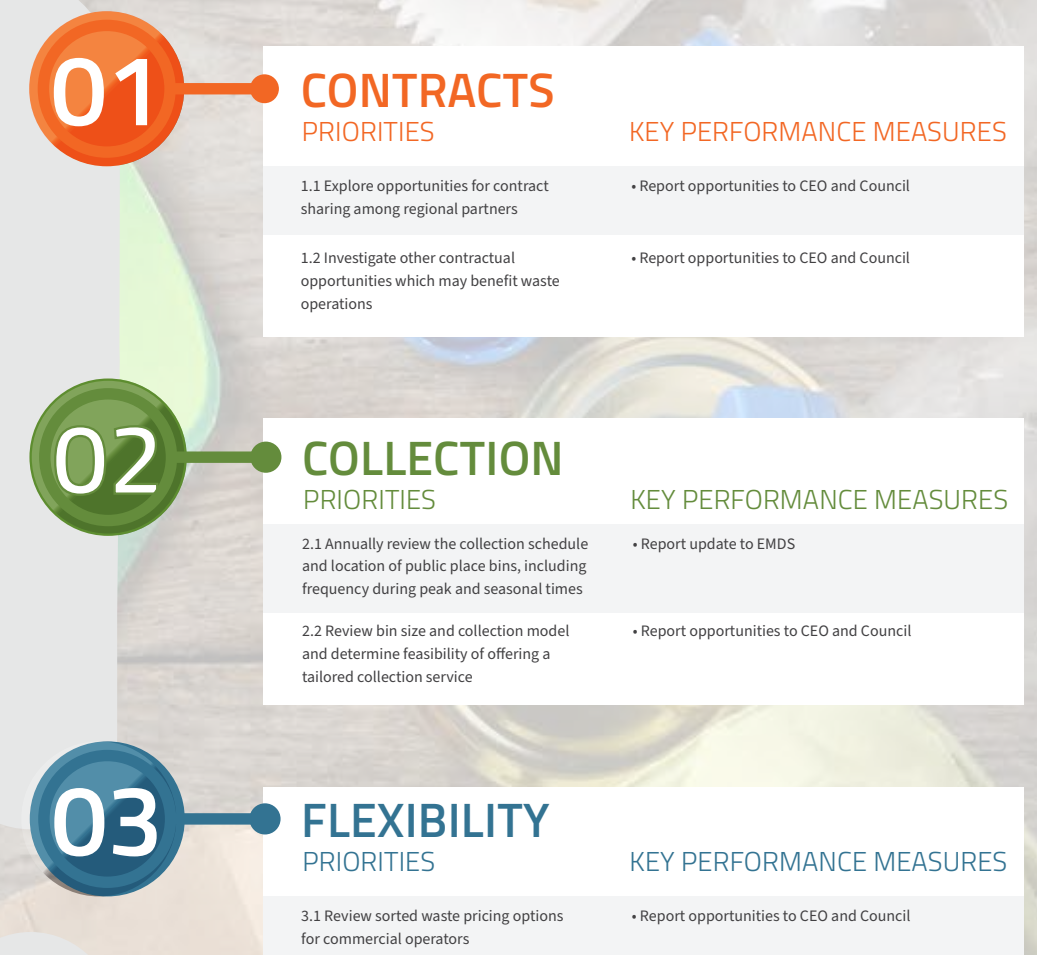 01
CONTRACTS
PRIORITIES
KEY PERFORMANCE MEASURES
1.1 Explore opportunities for contract
sharing among regional partners
• Report opportunities to CEO and Council
1.2 Investigate other contractual
opportunities which may benefit waste
operations
• Report opportunities to CEO and Council
02
COLLECTION
PRIORITIES
KEY PERFORMANCE MEASURES
2.1 Annually review the collection schedule
and location of public place bins, including
frequency during peak and seasonal times
• Report update to EMDS
2.2 Review bin size and collection model
and determine feasibility of offering a
tailored collection service
• Report opportunities to CEO and Council
03
FLEXIBILITY
PRIORITIES
KEY PERFORMANCE MEASURES
3.1 Review sorted waste pricing options
for commercial operators
• Report opportunities to CEO and Council